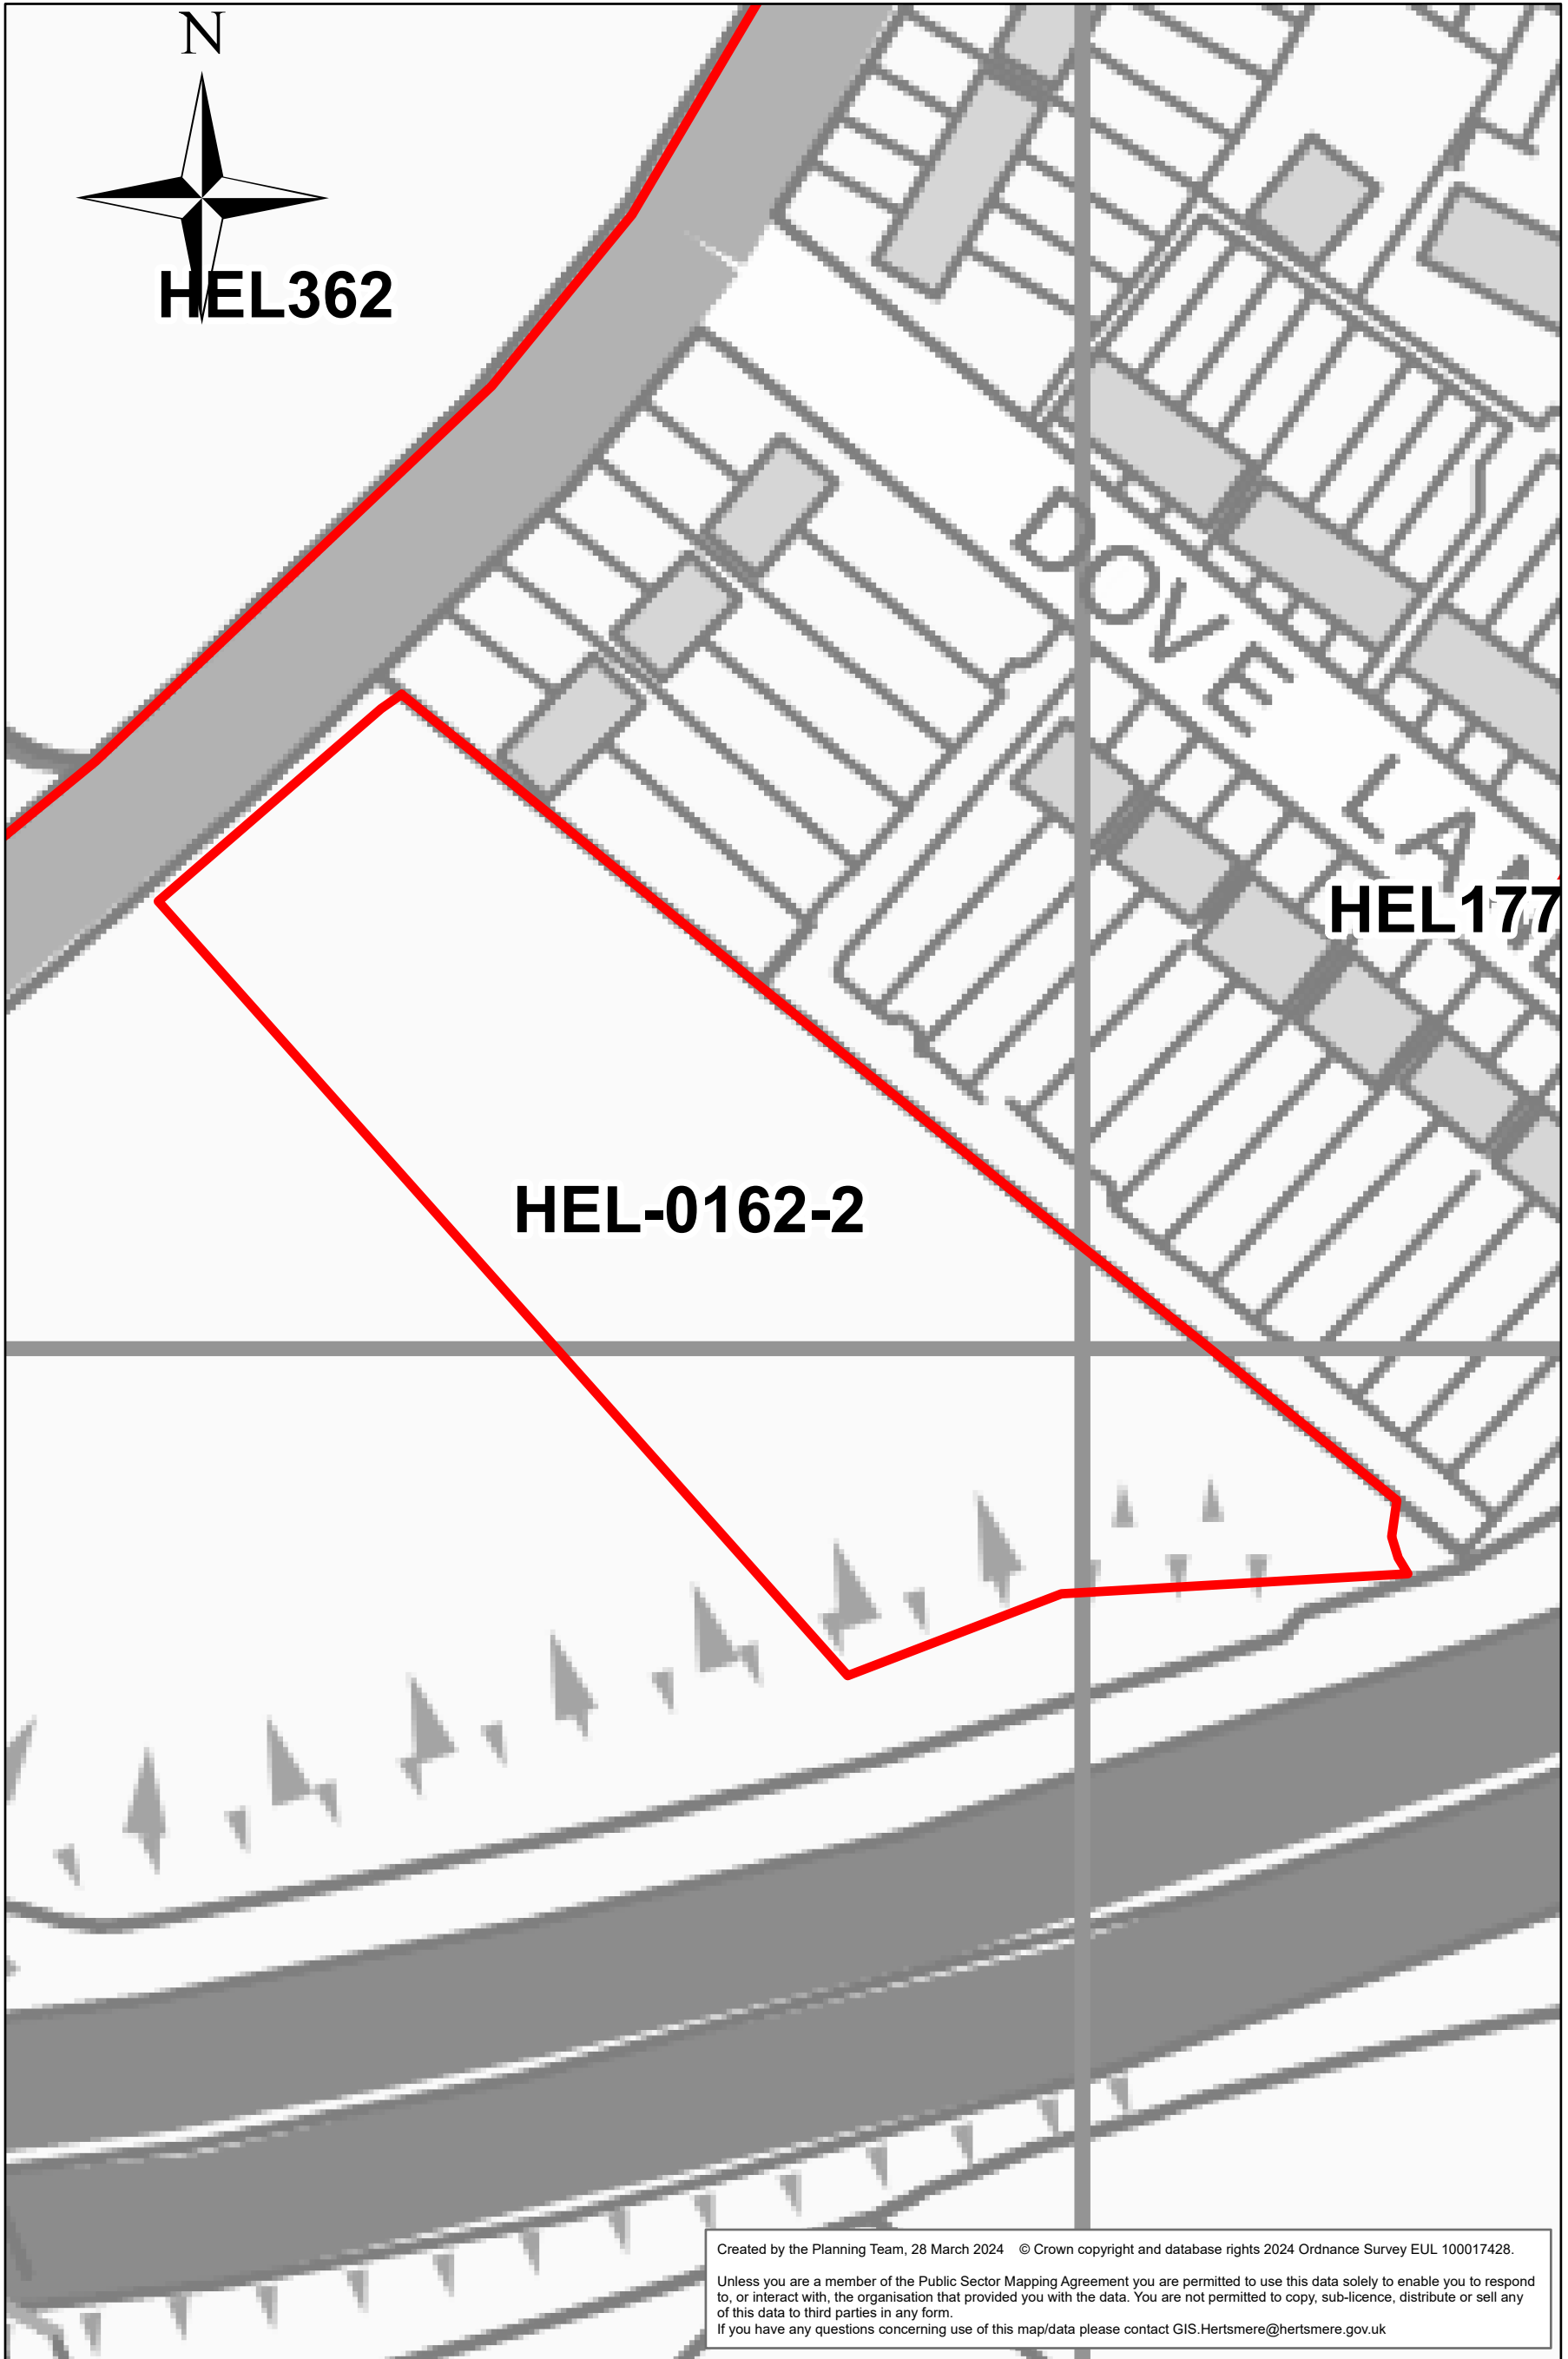 N
HEL362
DOVE LANE
HEL177
HEL-0162-2
Created by the Planning Team, 28 March 2024 © Crown copyright and database rights 2024 Ordnance Survey EUL 100017428.
Unless you are a member of the Public Sector Mapping Agreement you are permitted to use this data solely to enable you to respond
to, or interact with, the organisation that provided you with the data. You are not permitted to copy, sub-licence, distribute or sell any
of this data to third parties in any form.
If you have any questions concerning use of this map/data please contact GIS.Hertsmere@hertsmere.gov.uk